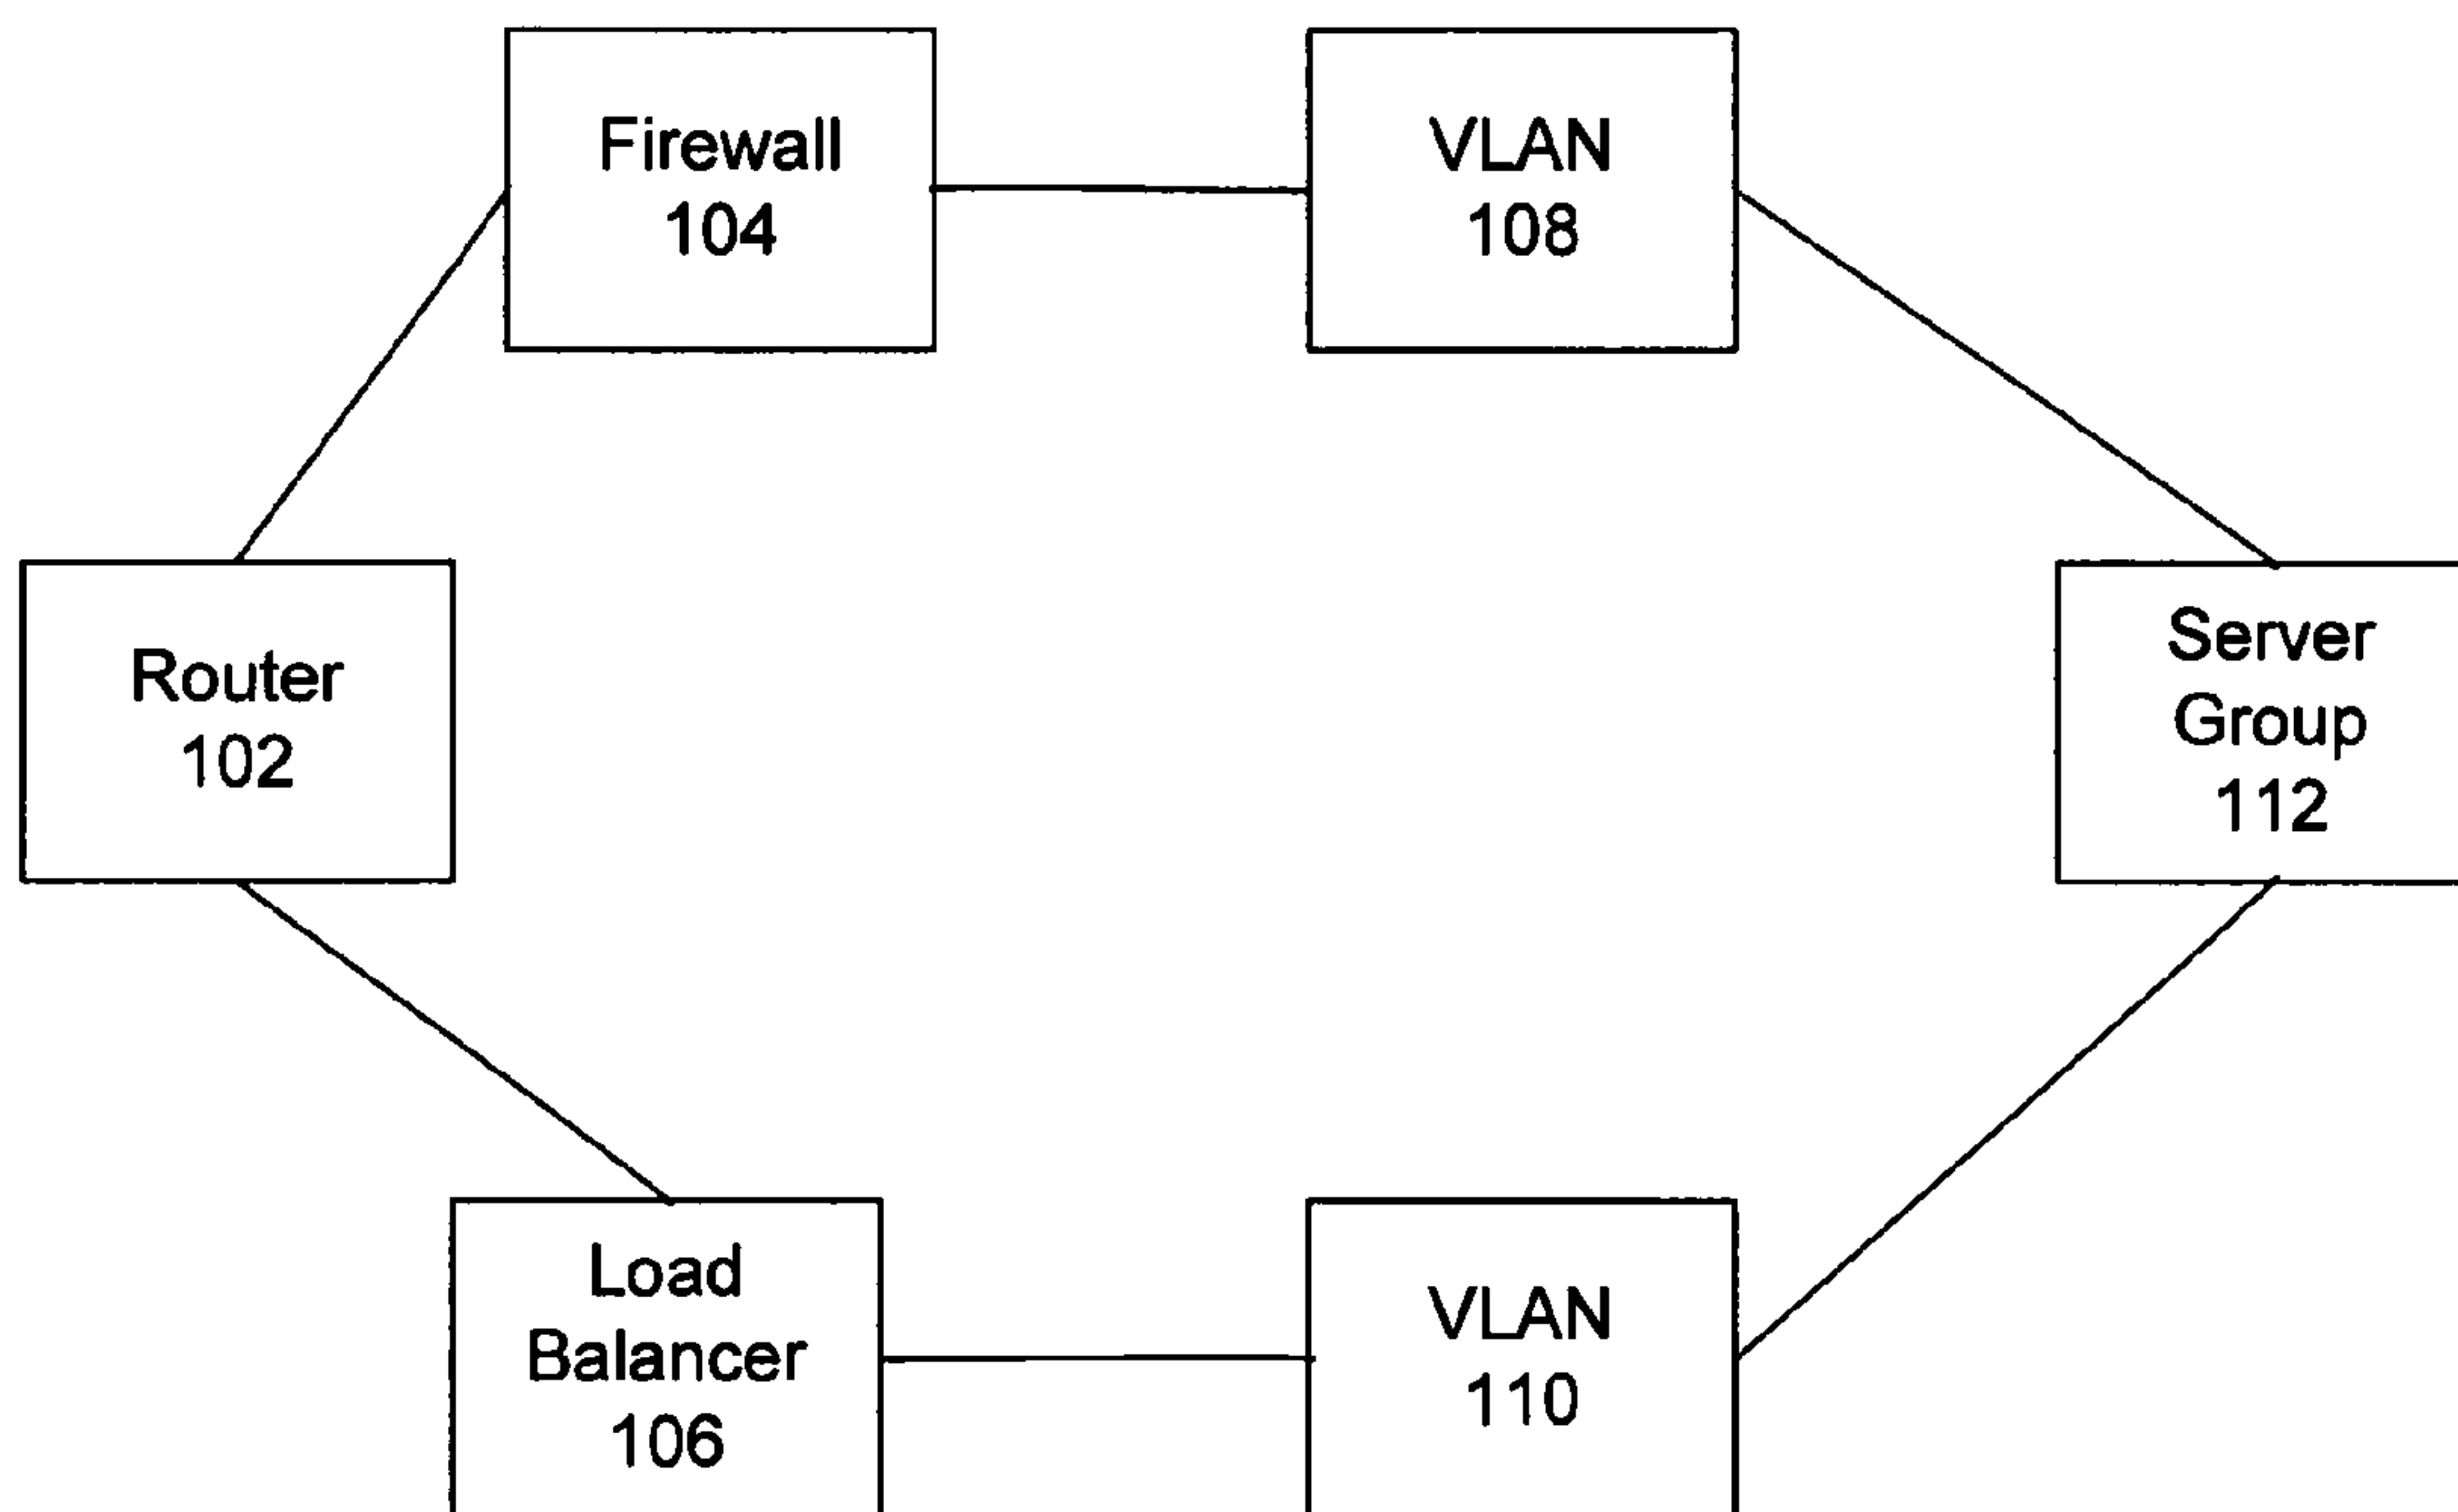 Firewall
104
VLAN
108
Router
102
Server
Group
112
Load
Balancer
106
VLAN
110